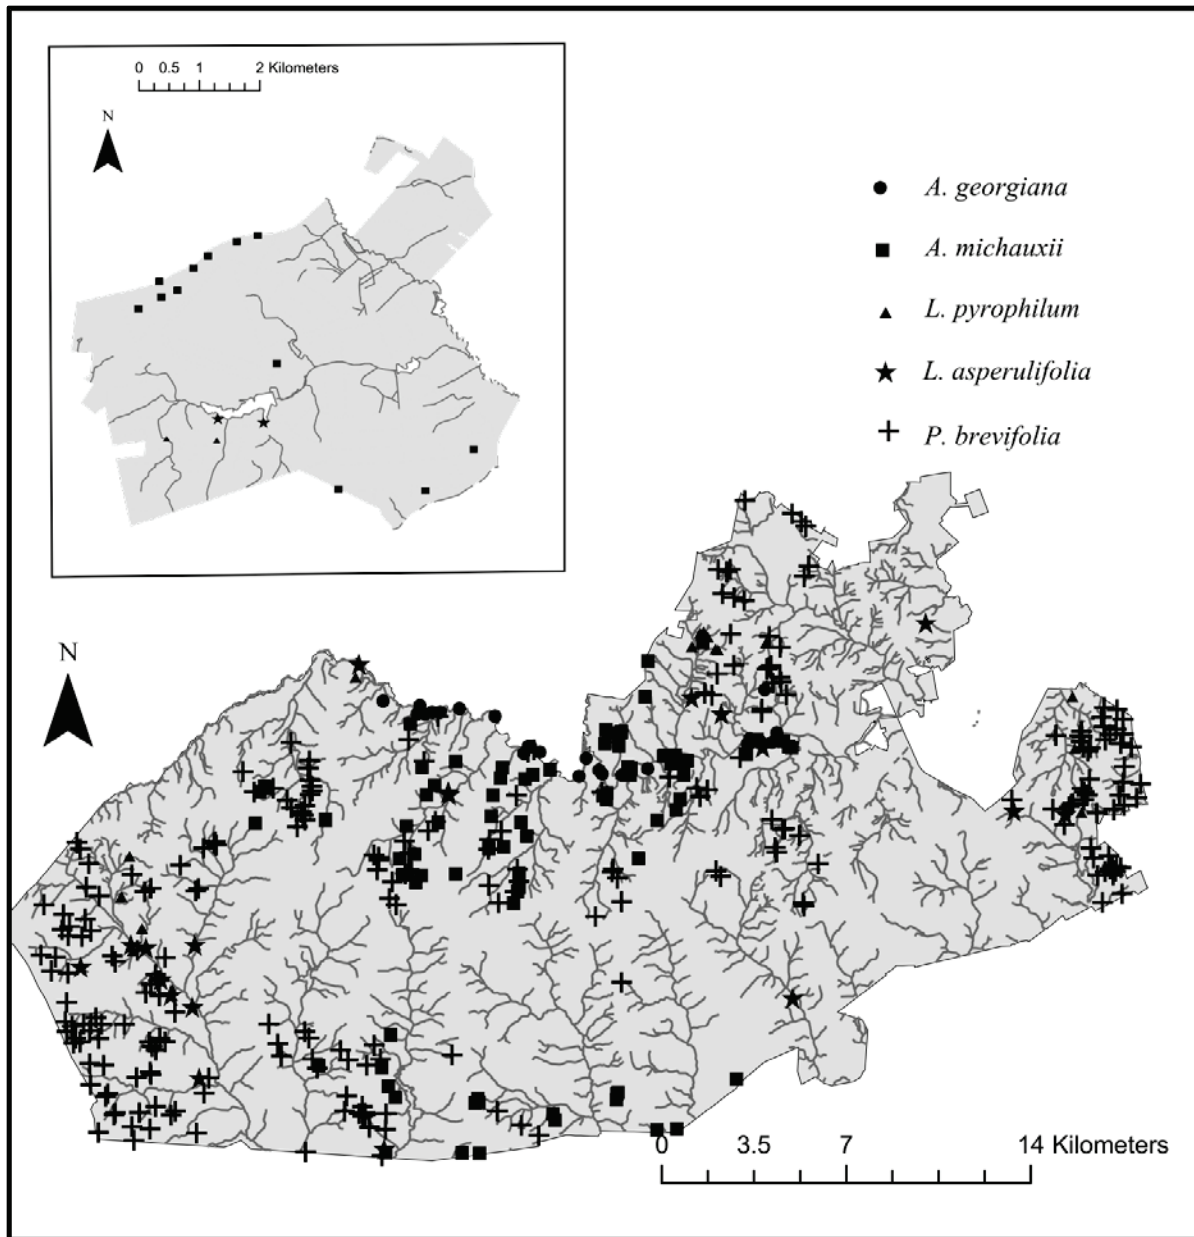 0 0.5 1 2 Kilometers
N
A. georgiana
A. michauxii
L. pyrophilum
L. asperulifolia
P. brevifolia
N
0 3.5 7 14 Kilometers